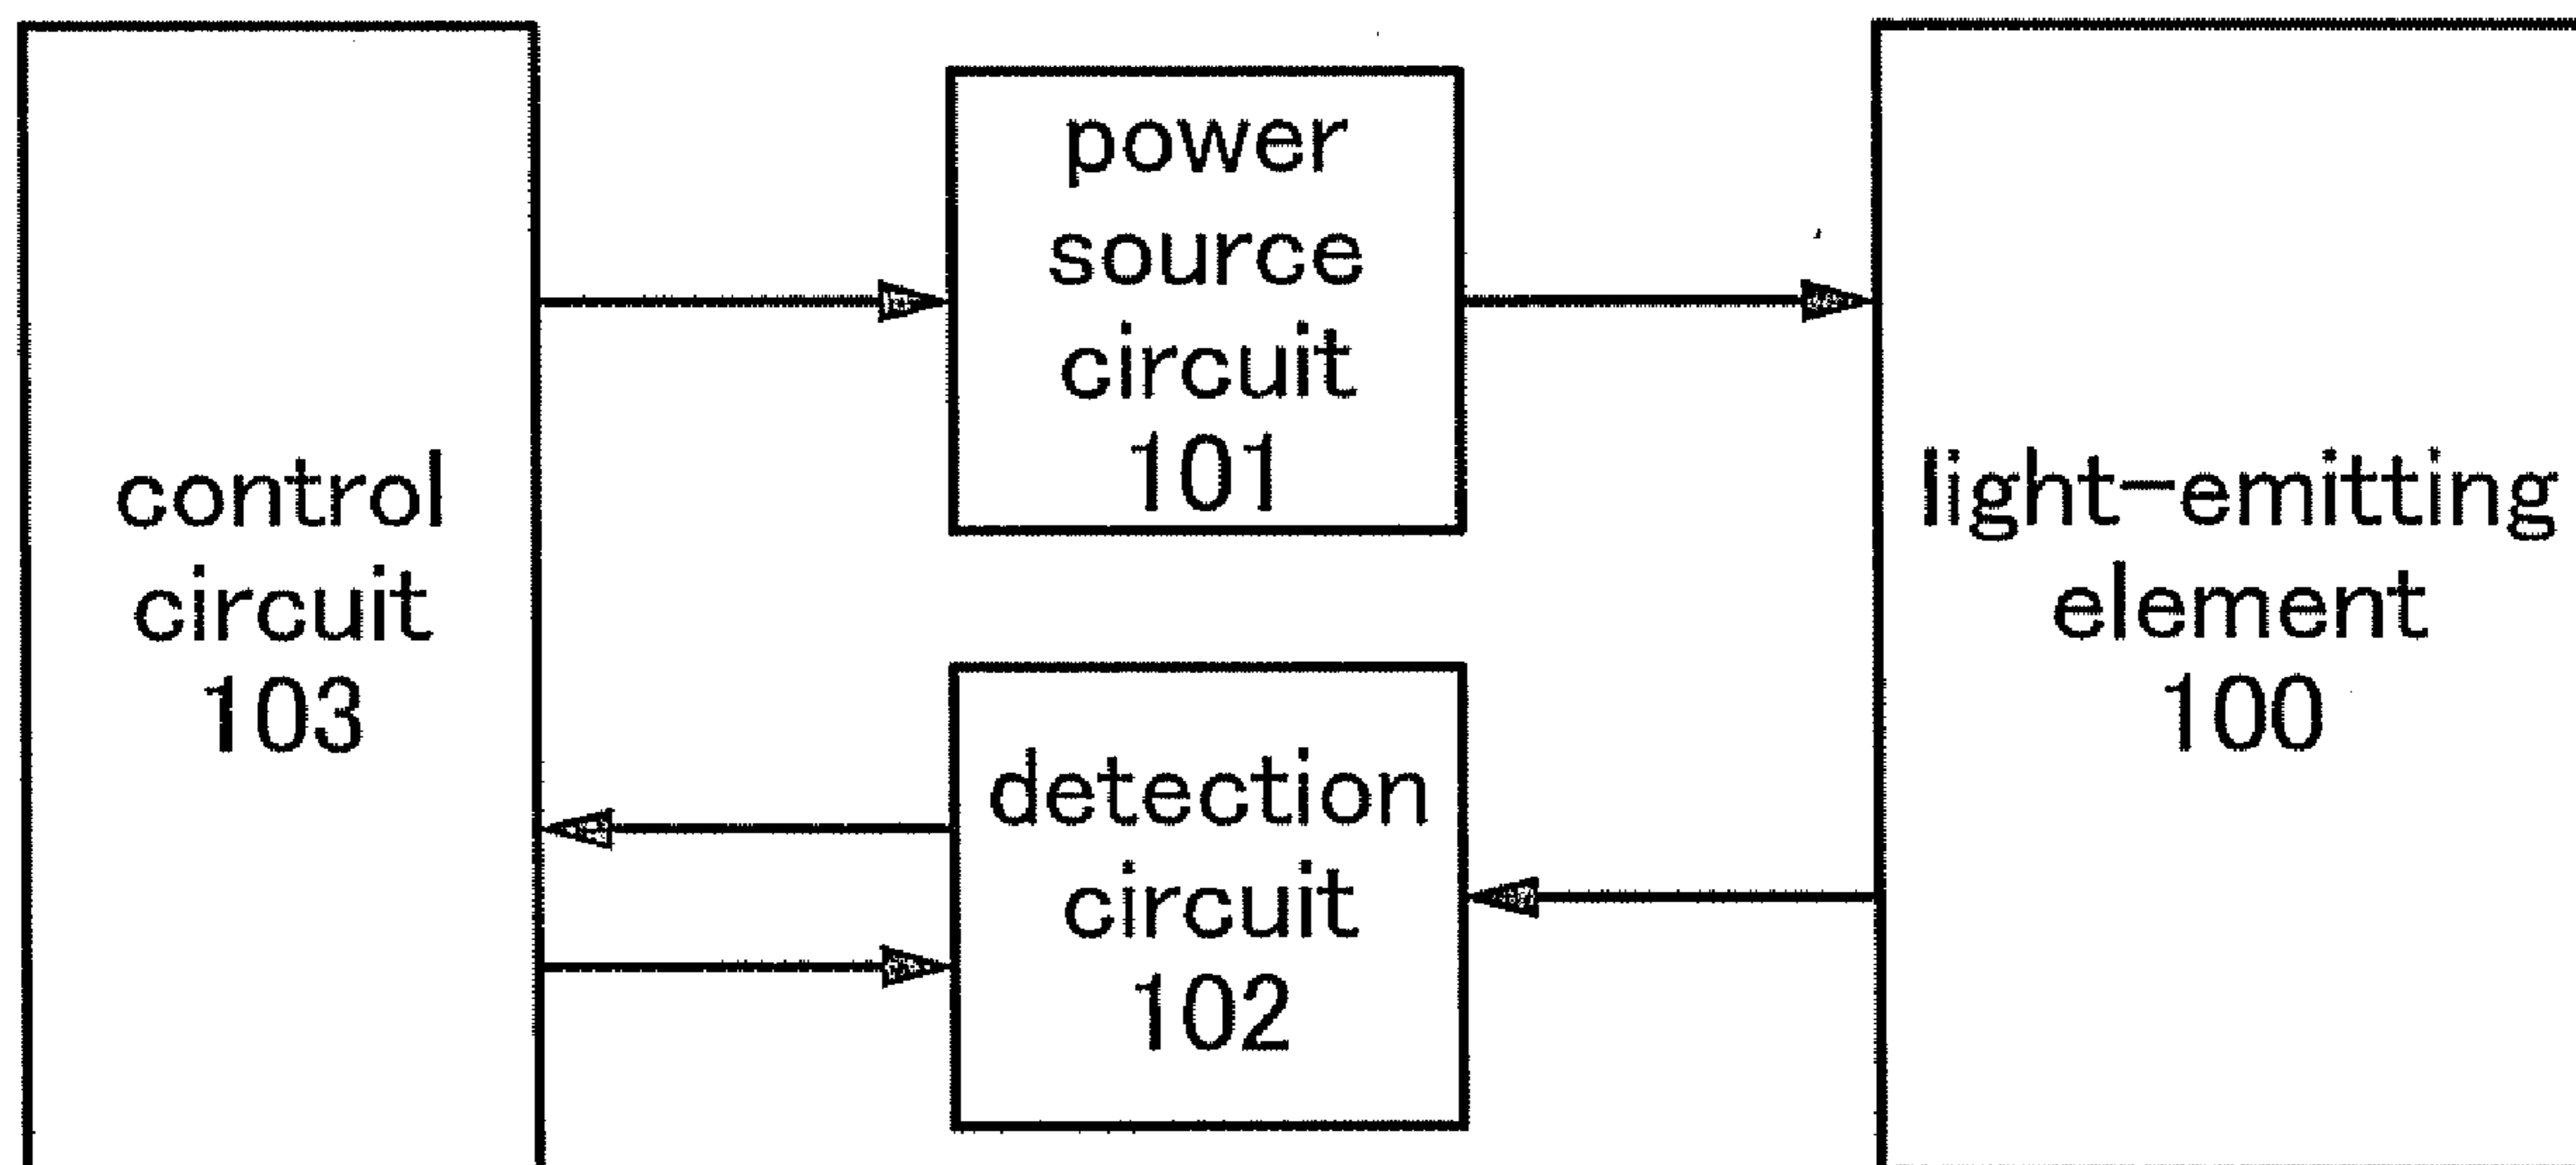 control
circuit
103
power
source
circuit
101
detection
circuit
102
light-emitting
element
100